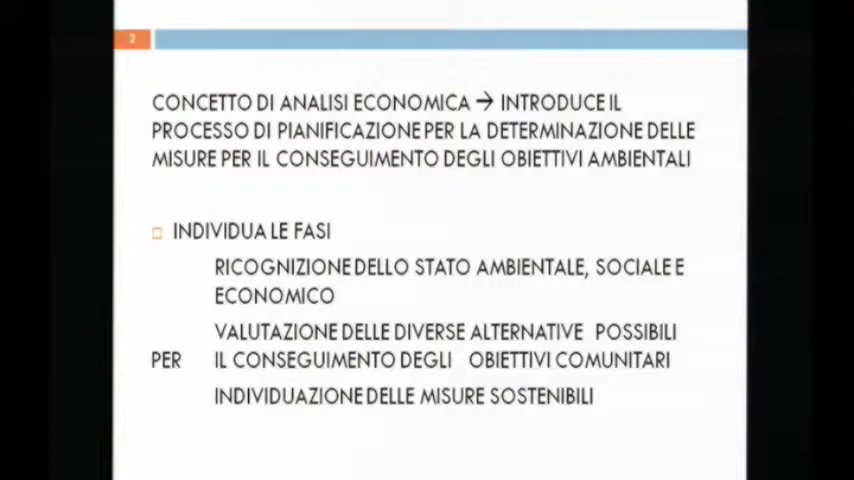 2
CONCETTO DI ANALISI ECONOMICA → INTRODUCE IL
PROCESSO DI PIANIFICAZIONE PER LA DETERMINAZIONE DELLE
MISURE PER IL CONSEGUIMENTO DEGLI OBIETTIVI AMBIENTALI
INDIVIDUA LE FASI
RICOGNIZIONE DELLO STATO AMBIENTALE, SOCIALE E
ECONOMICO
VALUTAZIONE DELLE DIVERSE ALTERNATIVE POSSIBILI
PER IL CONSEGUIMENTO DEGLI OBIETTIVI COMUNITARI
INDIVIDUAZIONE DELLE MISURE SOSTENIBILI